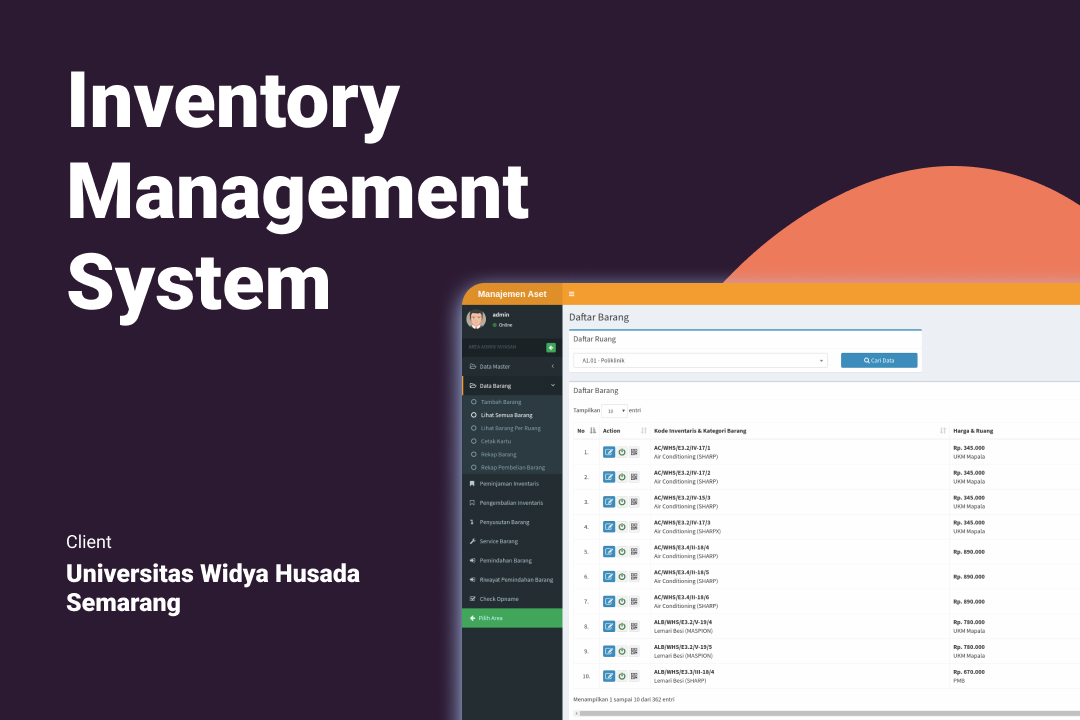 Inventory
Management
System
Client
Universitas Widya Husada
Semarang
Manajemen Aset
admin
Online
Data Master
Data Barang
Tambah Barang
Lihat Semua Barang
Lihat Barang Per Ruang
Cetak Kartu
Rekap Barang
Rekap Pembelian Barang
Peminjaman Inventaris
Pengembalian Inventaris
Penyusutan Barang
Service Barang
Pemindahan Barang
Riwayat Pemindahan Barang
Check Opname
Pilih Area
Daftar Barang
Daftar Ruang
A1.01 - Poliklinik
Cari Data
Daftar Barang
Tampilkan 10 entri
No Action Kode Inventaris & Kategori Barang Harga & Ruang
1. AC/WHS/E3.2/IV-17/1 Rp. 345.000
Air Conditioning (SHARP) UKM Mapala
2. AC/WHS/E3.2/IV-17/2 Rp. 345.000
Air Conditioning (SHARP) UKM Mapala
3. AC/WHS/E3.2/IV-15/3 Rp. 345.000
Air Conditioning (SHARP) UKM Mapala
4. AC/WHS/E3.2/IV-17/3 Rp. 345.000
Air Conditioning (SHARPX) UKM Mapala
5. AC/WHS/E3.4/II-18/4 Rp. 890.000
Air Conditioning (SHARP)
6. AC/WHS/E3.4/II-18/5 Rp. 890.000
Air Conditioning (SHARP)
7. AC/WHS/E3.4/II-18/6 Rp. 890.000
Air Conditioning (SHARP)
8. ALB/WHS/E3.2/V-19/4 Rp. 780.000
Lemari Besi (MASPION) UKM Mapala
9. ALB/WHS/E3.2/V-19/5 Rp. 780.000
Lemari Besi (MASPION) UKM Mapala
10. ALB/WHS/E3.3/III-18/4 Rp. 670.000
Lemari Besi (SHARP) PMB
Menampilkan 1 sampai 10 dari 362 entri